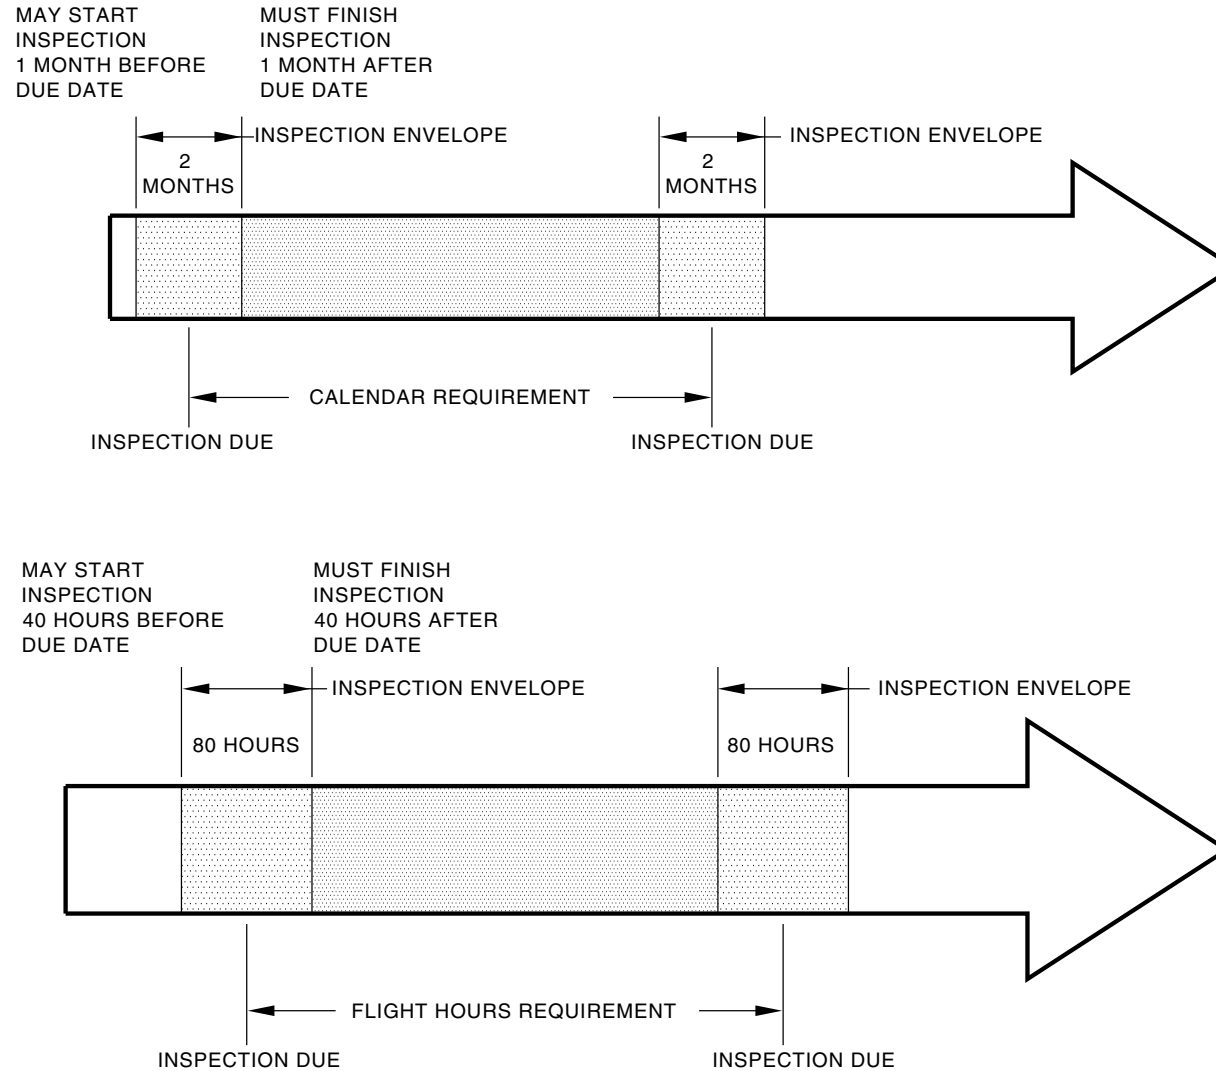 MAY START
INSPECTION
1 MONTH BEFORE
DUE DATE
MUST FINISH
INSPECTION
1 MONTH AFTER
DUE DATE
INSPECTION ENVELOPE
INSPECTION ENVELOPE
2
MONTHS
2
MONTHS
CALENDAR REQUIREMENT
INSPECTION DUE
INSPECTION DUE
MAY START
INSPECTION
40 HOURS BEFORE
DUE DATE
MUST FINISH
INSPECTION
40 HOURS AFTER
DUE DATE
INSPECTION ENVELOPE
INSPECTION ENVELOPE
80 HOURS
80 HOURS
FLIGHT HOURS REQUIREMENT
INSPECTION DUE
INSPECTION DUE